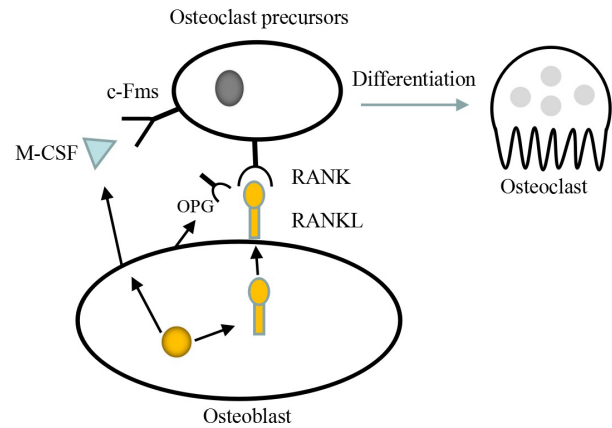 Osteoclast precursors
c-Fms
Differentiation
M-CSF
RANK
Osteoclast
OPG
RANKL
Osteoblast